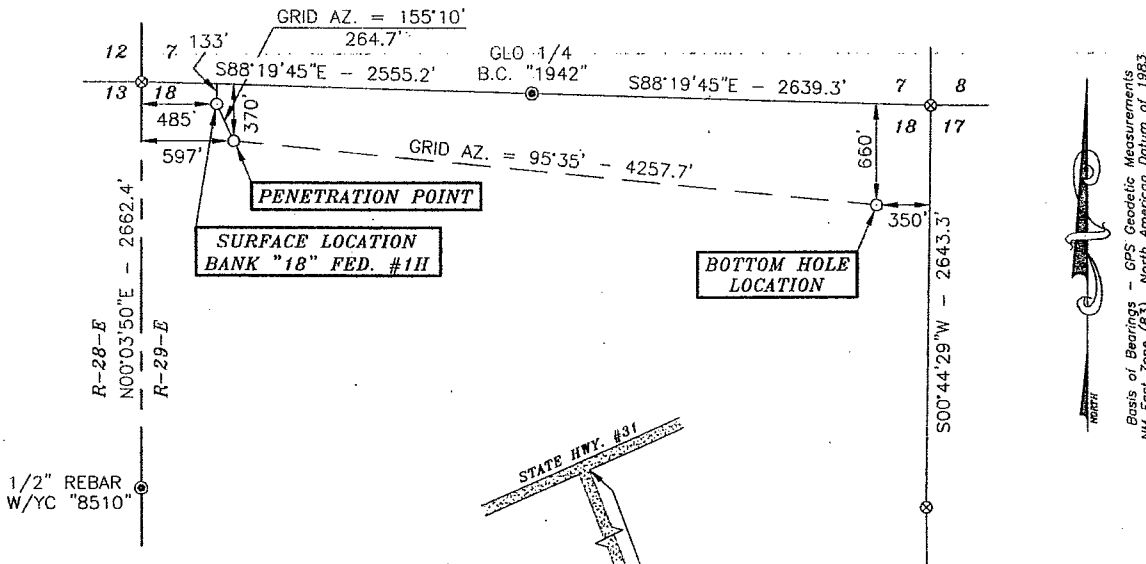 GRID AZ. = 155°10'
264.7'
12 7
133'
GLO 1/4
B.C. "1942"
S88°19'45"E - 2555.2'
S88°19'45"E - 2639.3'
7 8
13 18
18 17
485'
370'
597'
GRID AZ. = 95°35' - 4257.7'
660'
350'
PENETRATION POINT
SURFACE LOCATION
BANK "18" FED. #1H
BOTTOM HOLE
LOCATION
R-28-E
N00°03'50"E - 2662.4'
R-29-E
S00°44'29"W - 2643.3'
STATE HWY. #31
1/2" REBAR
W/YC "8510"
NORTH
Basis of Bearings - GPS Geodetic Measurements
NM East Zone (83) North American Datum of 1983